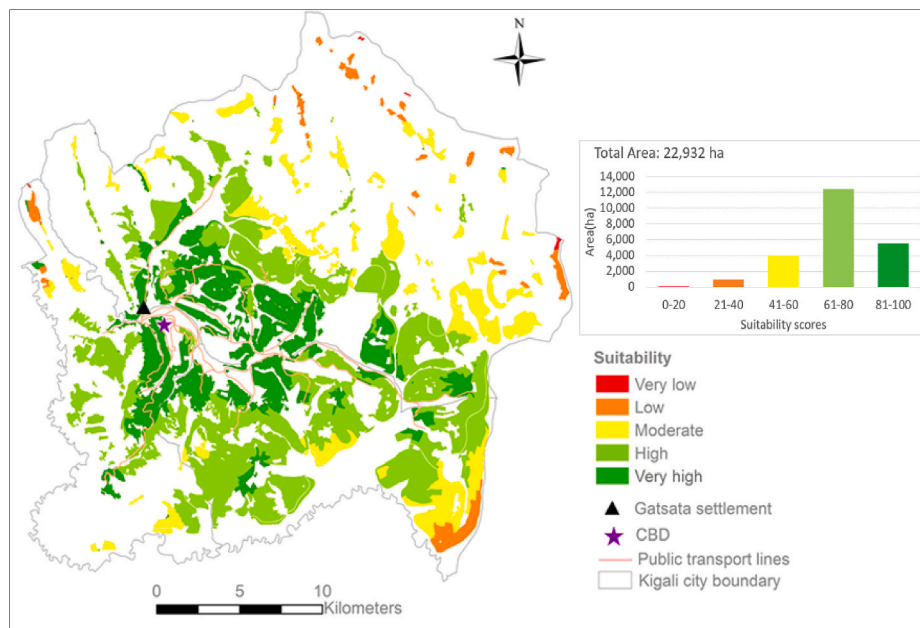 N
Total Area: 22,932 ha
14,000
12,000
10,000
8,000
6,000
4,000
2,000
0
Area(ha)
0-20 21-40 41-60 61-80 81-100
Suitability scores
Suitability
Very low
Low
Moderate
High
Very high
Gatsata settlement
CBD
Public transport lines
Kigali city boundary
0 5 10
Kilometers